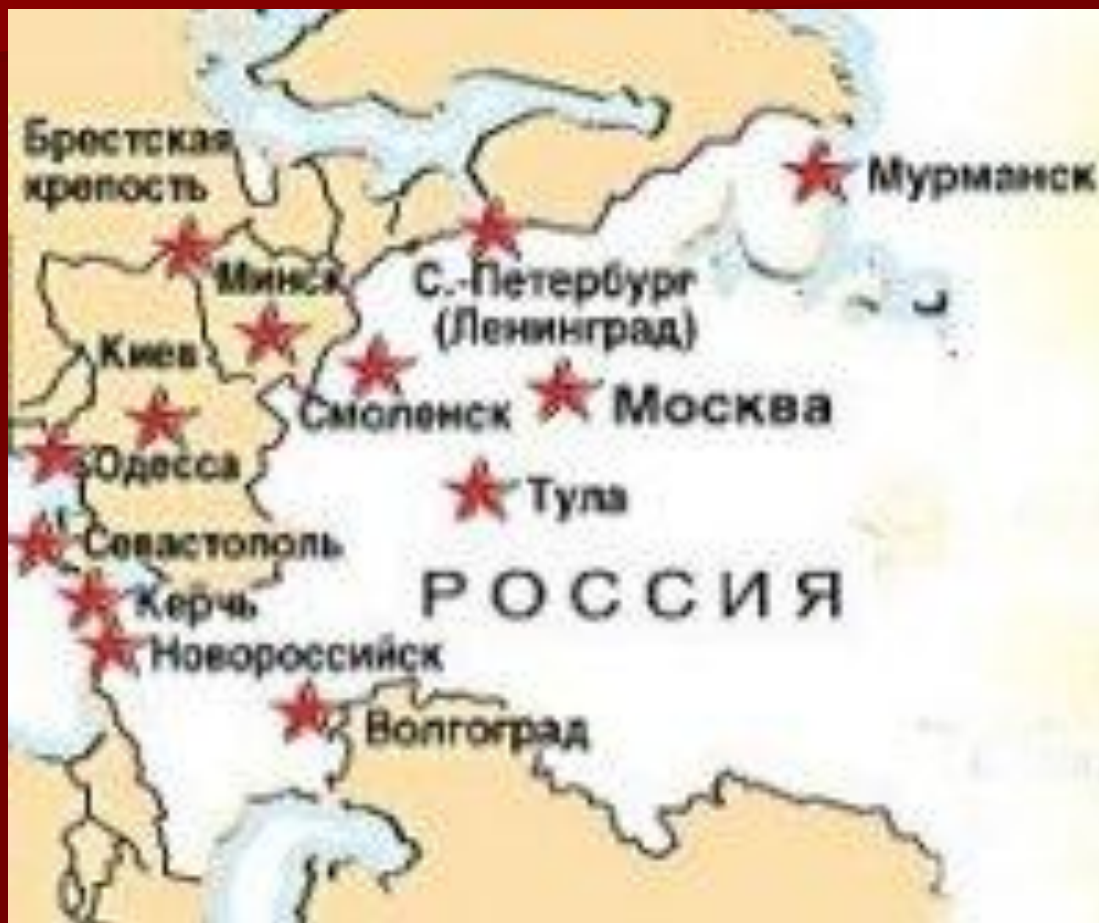 Брестская
крепость
Мурманск
Минск
С.-Петербург
(Ленинград)
Киев
Смоленск
Москва
Одесса
Тула
Севастополь
РОССИЯ
Керчь
Новороссийск
Волгоград